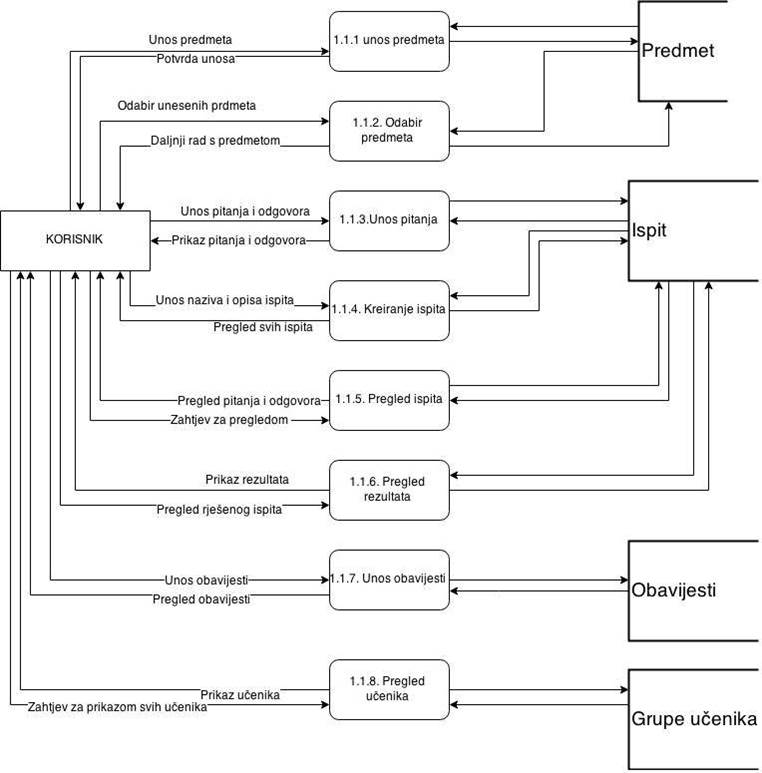 Unos predmeta
Potvrda unosa
1.1.1 unos predmeta
Predmet
Odabir unesenih prdmeta
Daljnji rad s predmetom
1.1.2. Odabir
predmeta
KORISNIK
Unos pitanja i odgovora
Prikaz pitanja i odgovora
1.1.3.Unos pitanja
Ispit
Unos naziva i opisa ispita
Pregled svih ispita
1.1.4. Kreiranje ispita
Pregled pitanja i odgovora
Zahtjev za pregledom
1.1.5. Pregled ispita
Prikaz rezultata
Pregled rješenog ispita
1.1.6. Pregled
rezultata
Unos obavijesti
Pregled obavijesti
1.1.7. Unos obavijesti
Obavijesti
Prikaz učenika
Zahtjev za prikazom svih učenika
1.1.8. Pregled
učenika
Grupe učenika